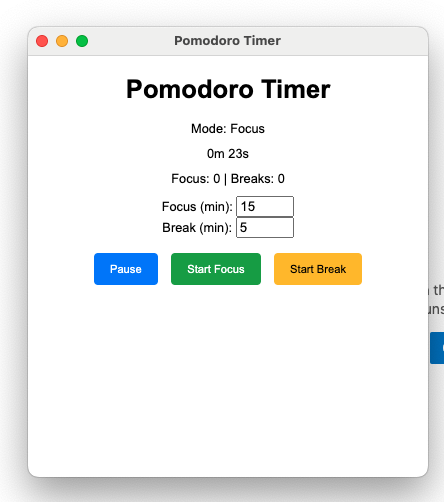 Pomodoro Timer
Pomodoro Timer
Mode: Focus
0m 23s
Focus: 0 | Breaks: 0
Focus (min): 15
Break (min): 5
Pause Start Focus Start Break